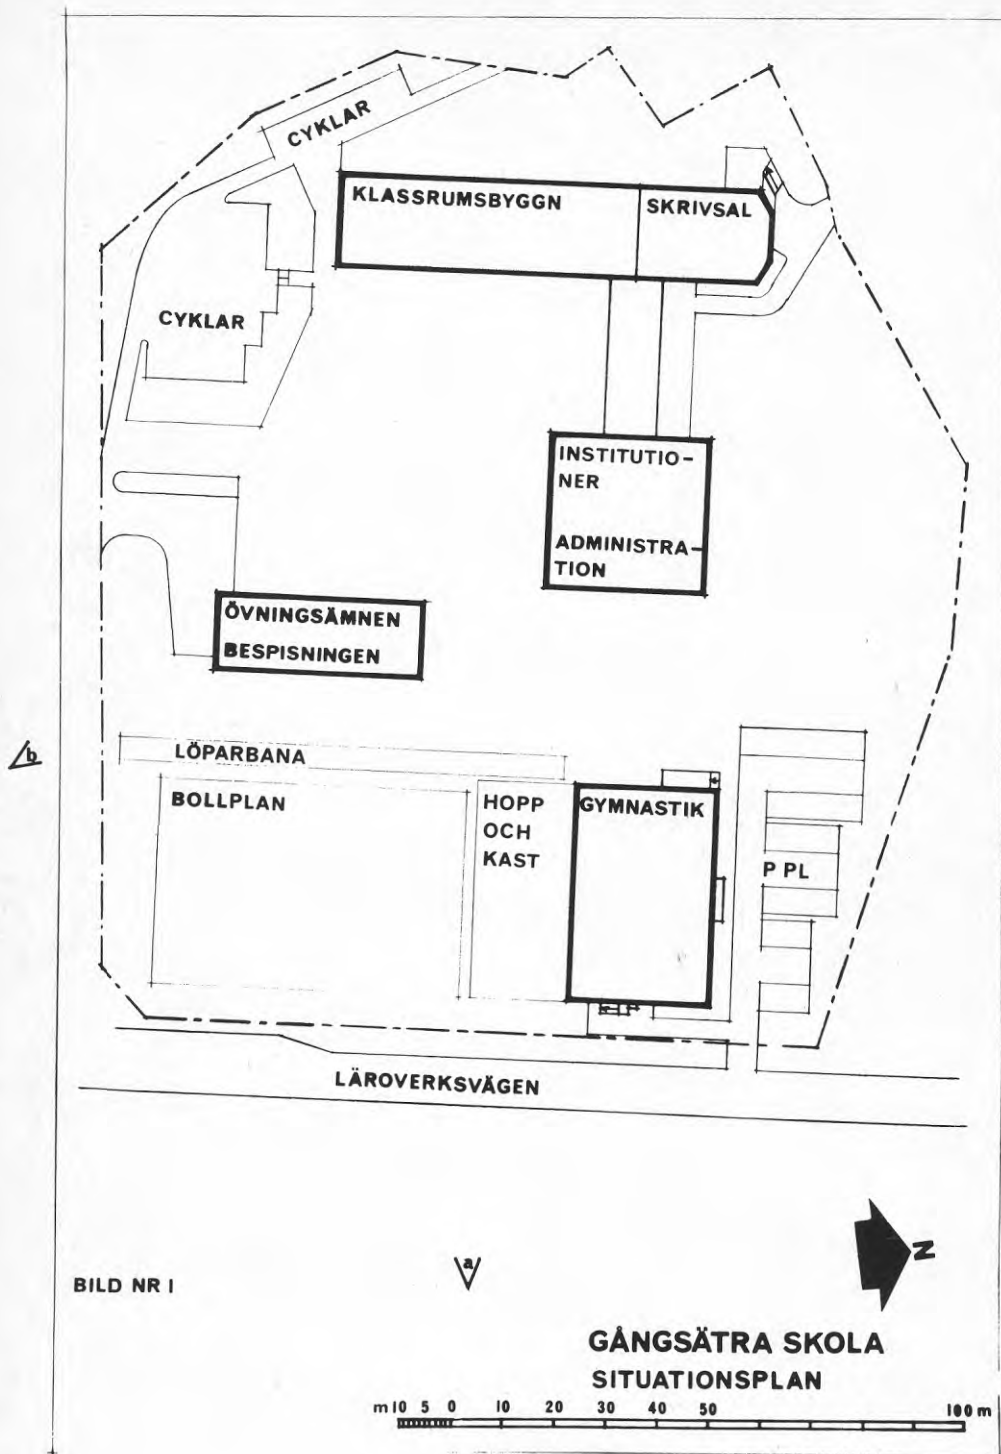 CYKLAR
KLASSRUMSBYGGN
SKRIVSAL
CYKLAR
INSTITUTIO-
NER
ADMINISTRA-
TION
ÖVNINGSÄMNEN
BESPISNINGEN
b
LÖPARBANA
BOLLPLAN
HOPP
OCH
KAST
GYMNASTIK
P PL
LÄROVERKSVÄGEN
a
N
BILD NR I
GÅNGSÄTRA SKOLA
SITUATIONSPLAN
m 10 5 0 10 20 30 40 50 100 m